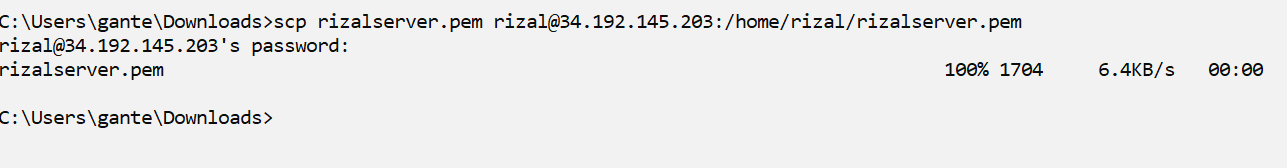 C:\Users\gante\Downloads>scp rizalserver.pem rizal@34.192.145.203:/home/rizal/rizalserver.pem
rizal@34.192.145.203's password:
rizalserver.pem 100% 1704 6.4KB/s 00:00
C:\Users\gante\Downloads>